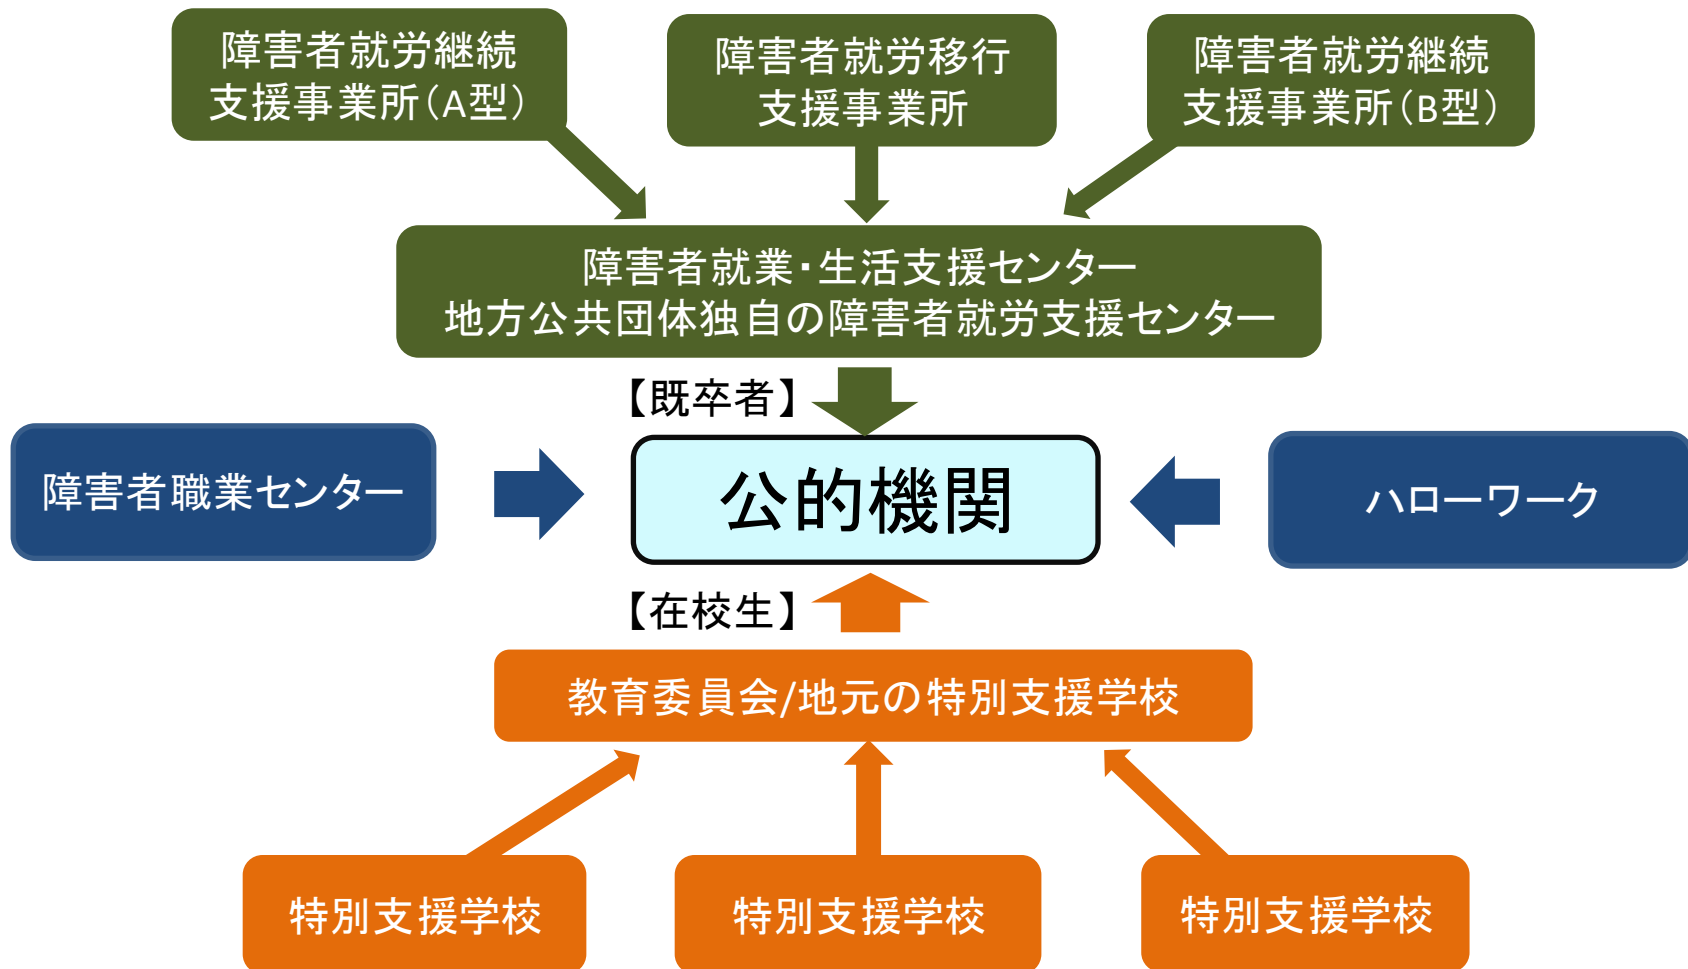 障害者就労継続
支援事業所(A型)
障害者就労移行
支援事業所
障害者就労継続
支援事業所(B型)
障害者就業・生活支援センター
地方公共団体独自の障害者就労支援センター
【既卒者】
障害者職業センター
公的機関
ハローワーク
【在校生】
教育委員会/地元の特別支援学校
特別支援学校
特別支援学校
特別支援学校